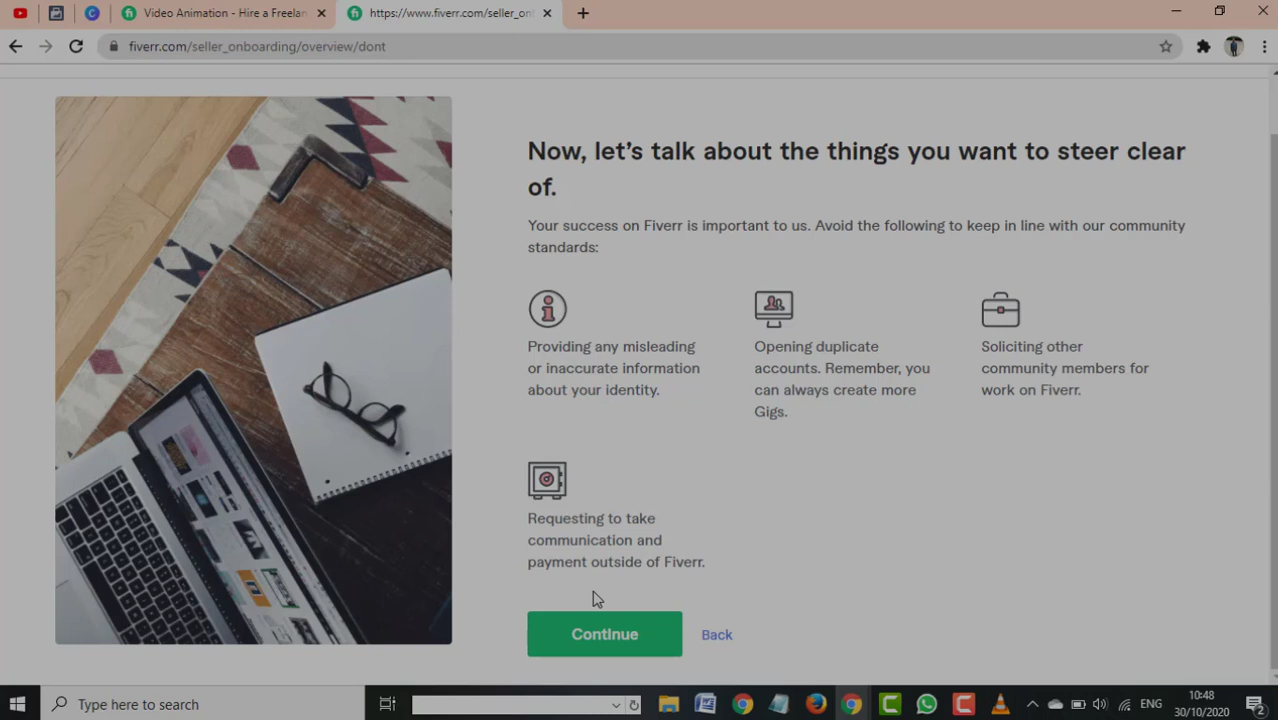 Video Animation - Hire a Freelan
https://www.fiverr.com/seller_onl
fiverr.com/seller_onboarding/overview/dont
Now, let's talk about the things you want to steer clear
of.
Your success on Fiverr is important to us. Avoid the following to keep in line with our community
standards:
Providing any misleading
or inaccurate information
about your identity.
Opening duplicate
accounts. Remember, you
can always create more
Gigs.
Soliciting other
community members for
work on Fiverr.
Requesting to take
communication and
payment outside of Fiverr.
Continue
Back
Type here to search
ENG
10:48
30/10/2020
2